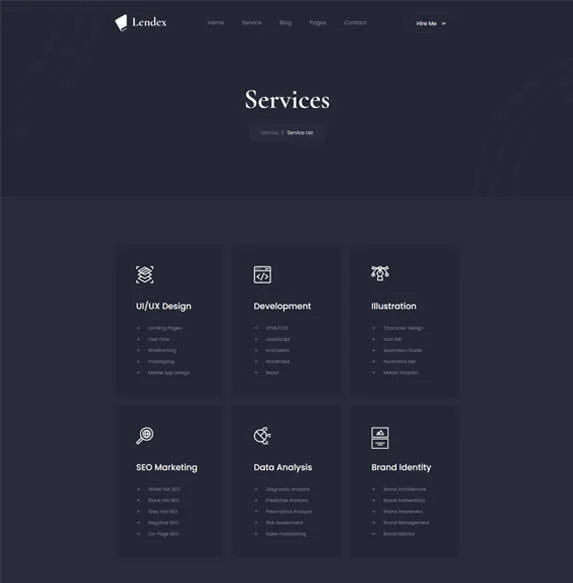 Lendex
Home Service Blog Pages Contact
Hire Me
Services
Service | Service List
UI/UX Design
Landing Pages
User Flow
Wireframing
Prototyping
Mobile App Design
Development
HTML/CSS
JavaScript
Animation
WordPress
React
Illustration
Character Design
Icon Set
Illustration Guide
Illustration Set
Motion Graphic
SEO Marketing
White Hat SEO
Black Hat SEO
Grey Hat SEO
Negative SEO
On-Page SEO
Data Analysis
Diagnostic Analysis
Predictive Analysis
Prescriptive Analysis
Risk Assessment
Sales Forecasting
Brand Identity
Brand Architecture
Brand Authenticity
Brand Awareness
Brand Management
Brand Mentor